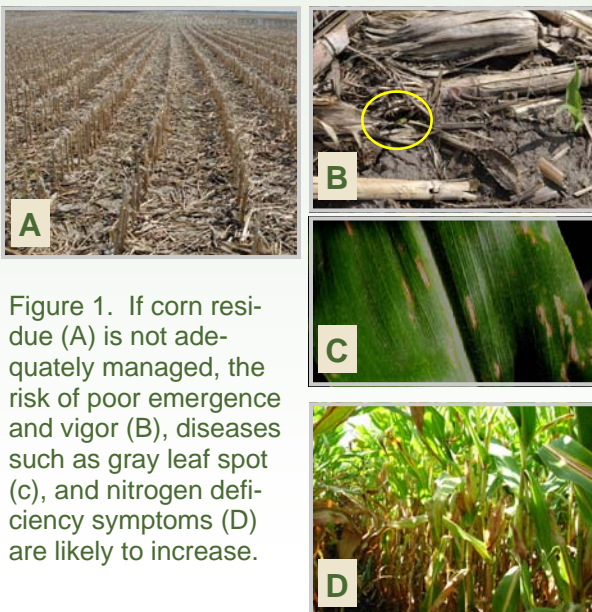 A
B
C
D
Figure 1. If corn resi-
due (A) is not ade-
quately managed, the
risk of poor emergence
and vigor (B), diseases
such as gray leaf spot
(c), and nitrogen defi-
ciency symptoms (D)
are likely to increase.